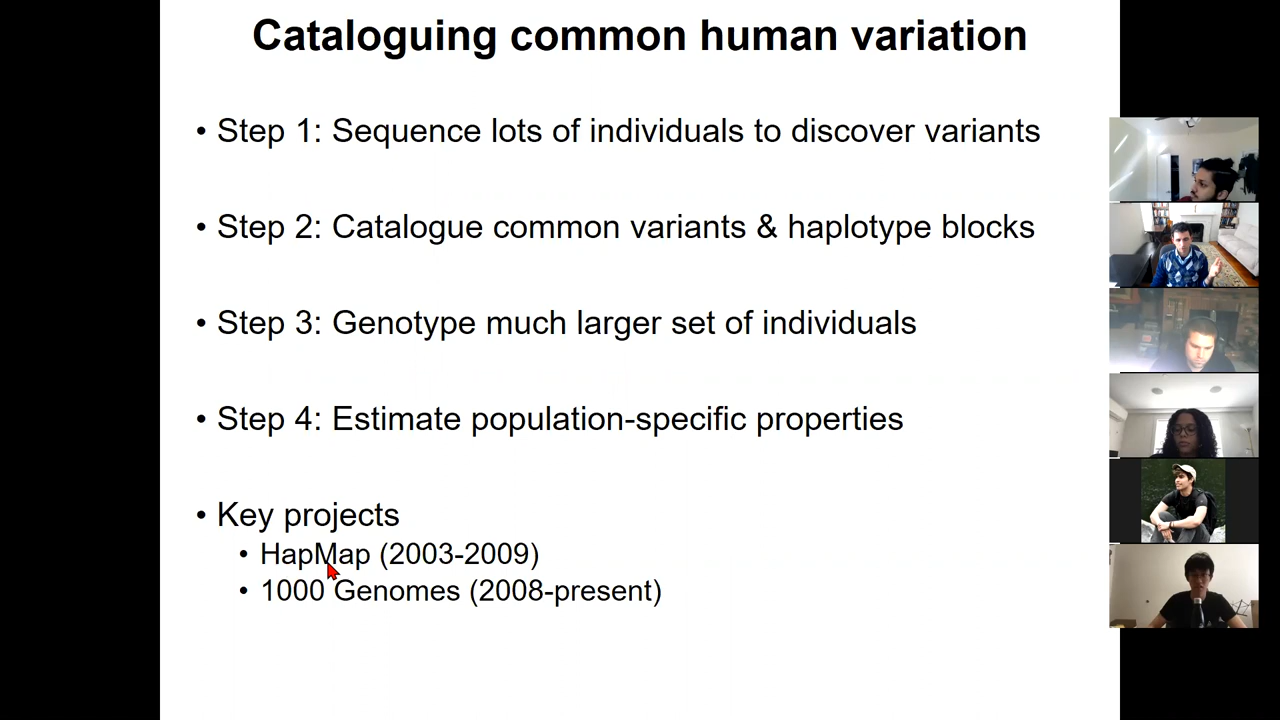 Cataloguing common human variation
• Step 1: Sequence lots of individuals to discover variants
• Step 2: Catalogue common variants & haplotype blocks
• Step 3: Genotype much larger set of individuals
• Step 4: Estimate population-specific properties
• Key projects
• HapMap (2003-2009)
• 1000 Genomes (2008-present)